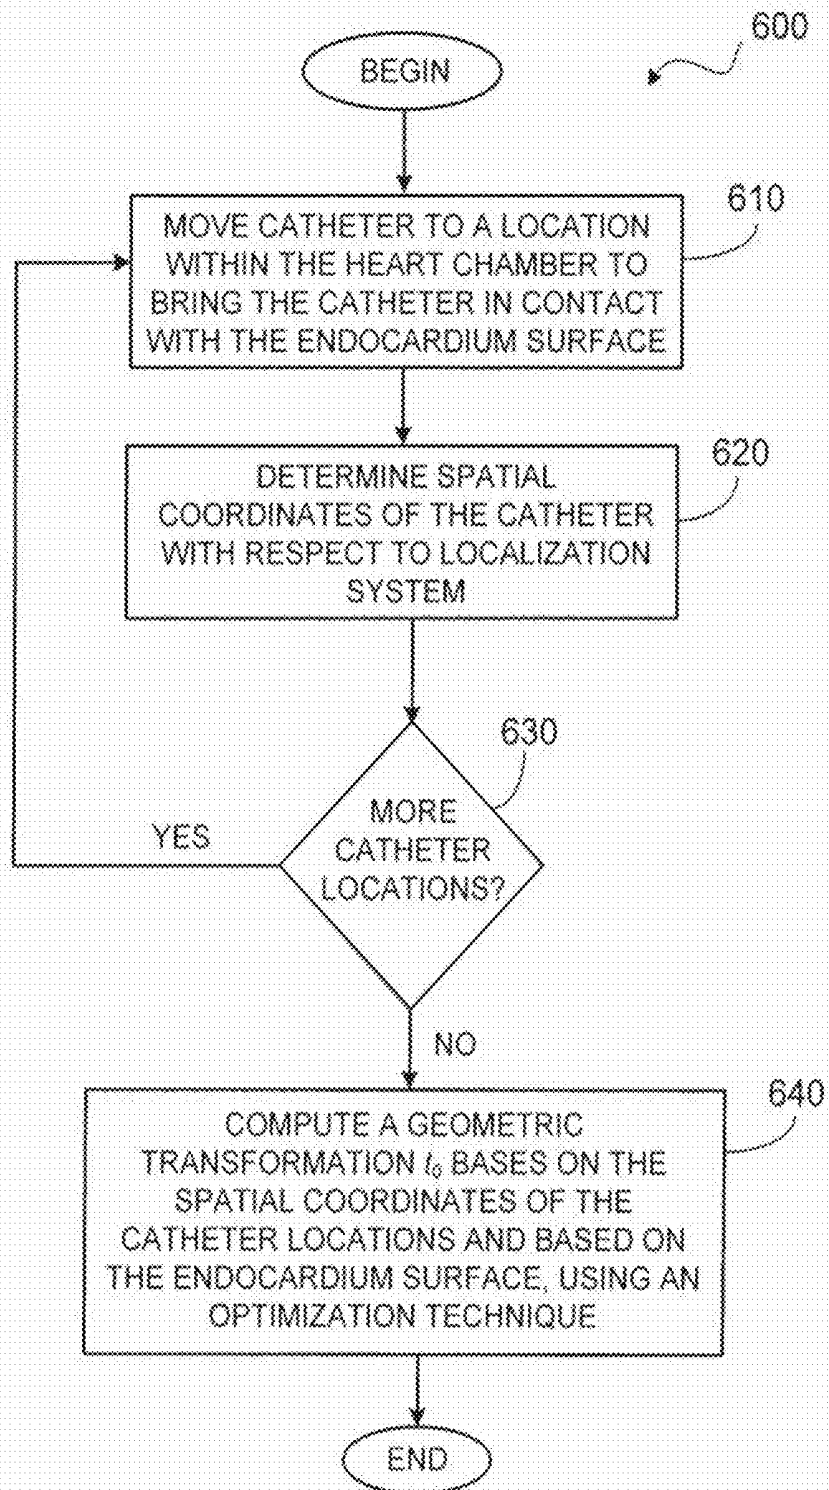 600
BEGIN
610
MOVE CATHETER TO A LOCATION
WITHIN THE HEART CHAMBER TO
BRING THE CATHETER IN CONTACT
WITH THE ENDOCARDIUM SURFACE
620
DETERMINE SPATIAL
COORDINATES OF THE CATHETER
WITH RESPECT TO LOCALIZATION
SYSTEM
630
MORE
CATHETER
LOCATIONS?
YES
NO
640
COMPUTE A GEOMETRIC
TRANSFORMATION t₀ BASES ON THE
SPATIAL COORDINATES OF THE
CATHETER LOCATIONS AND BASED ON
THE ENDOCARDIUM SURFACE, USING AN
OPTIMIZATION TECHNIQUE
END